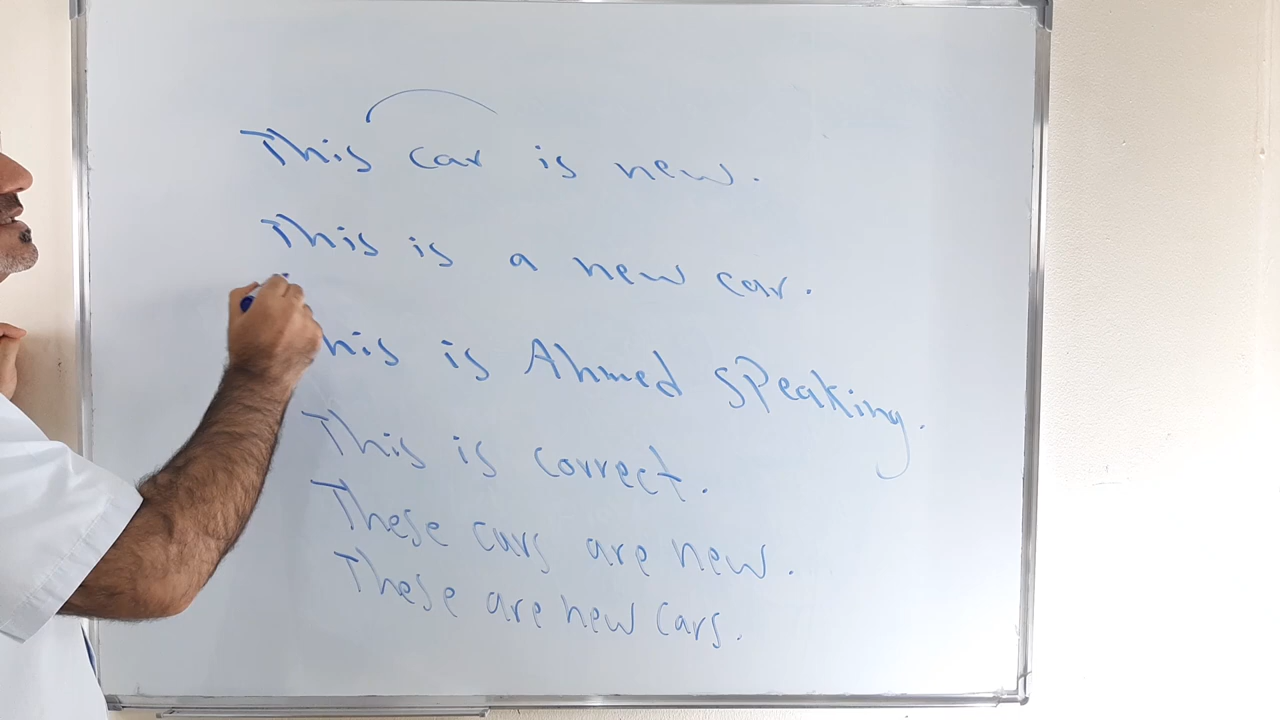 This car is new.
This is a new car.
This is Ahmed speaking.
This is correct.
These cars are new.
These are new cars.